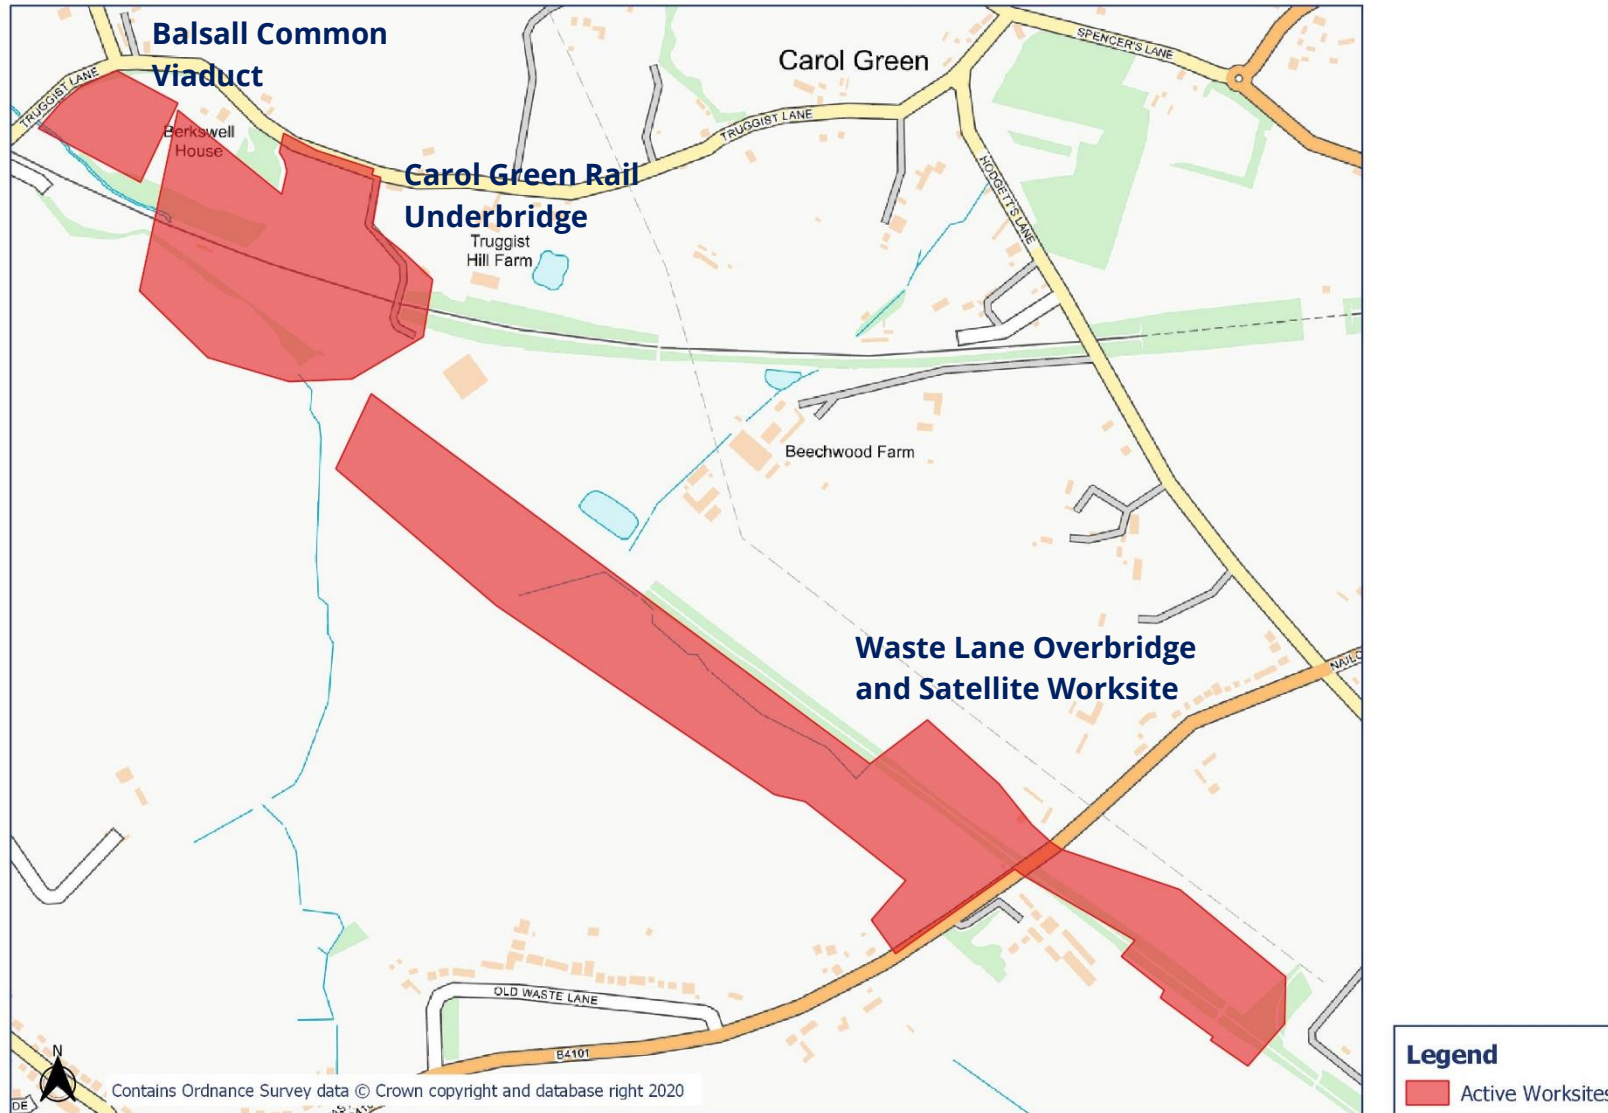 Balsall Common
Viaduct
TRUGGIST LANE
Berkswell
House
Carol Green
SPENCER'S LANE
TRUGGIST LANE
Carol Green Rail
Underbridge
Truggist
Hill Farm
HODGETT'S LANE
Beechwood Farm
Waste Lane Overbridge
and Satellite Worksite
NAILC
OLD WASTE LANE
B4101
N
Contains Ordnance Survey data © Crown copyright and database right 2020
DE
Legend
Active Worksites